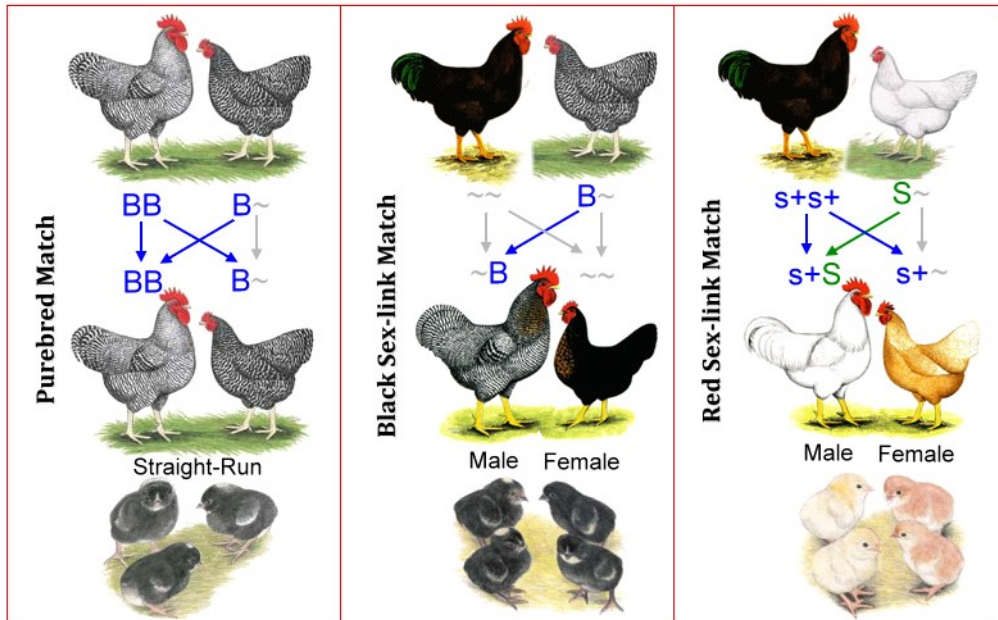 Purebred Match
BB B~
BB B~
Straight-Run
Black Sex-link Match
~~ B~
~B ~~
Male Female
Red Sex-link Match
s+s+ S~
s+S s+~
Male Female